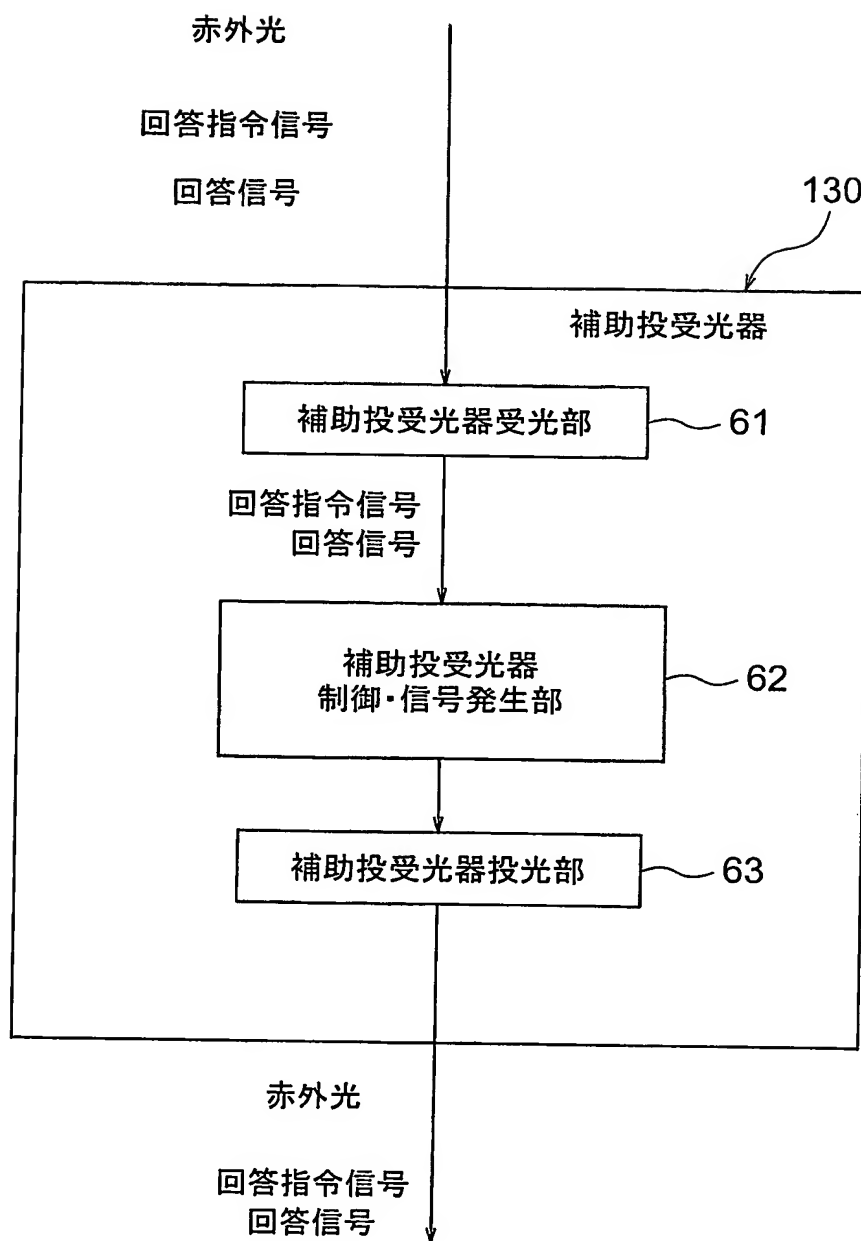 赤外光
回答指令信号
回答信号
130
補助投受光器
補助投受光器受光部
61
回答指令信号
回答信号
補助投受光器
制御・信号発生部
62
補助投受光器投光部
63
赤外光
回答指令信号
回答信号